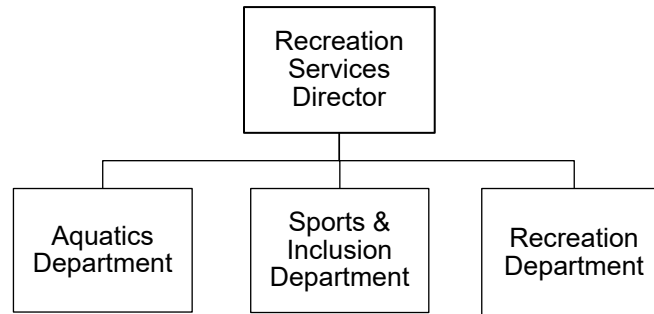 Recreation
Services
Director
Aquatics
Department
Sports &
Inclusion
Department
Recreation
Department